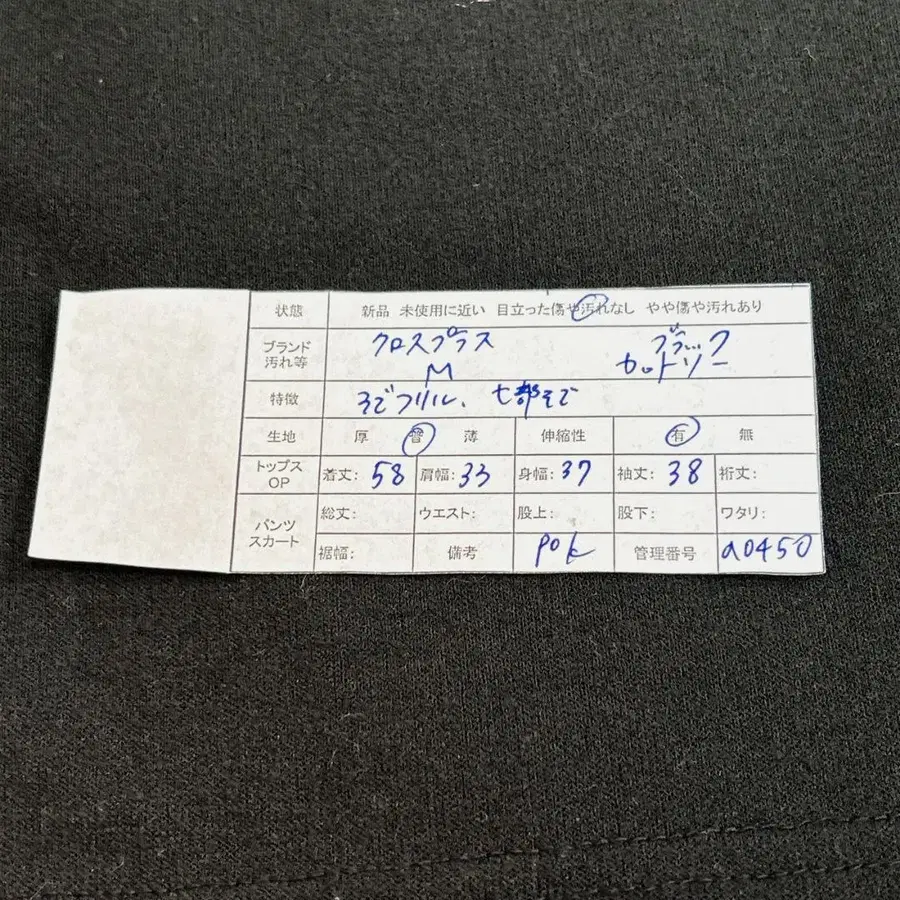 状態 新品 未使用に近い 目立った傷や汚れなし やや傷や汚れあり
ブランド 汚れ等 クロスプラス M ブラック カットソー
特徴 そでフリル、七部そで
生地 厚 普 薄 伸縮性 有 無
トップス OP 着丈: 58 肩幅: 33 身幅: 37 袖丈: 38 裄丈:
パンツ スカート 総丈: ウエスト: 股上: 股下: ワタリ:
裾幅: 備考 管理番号 a0450